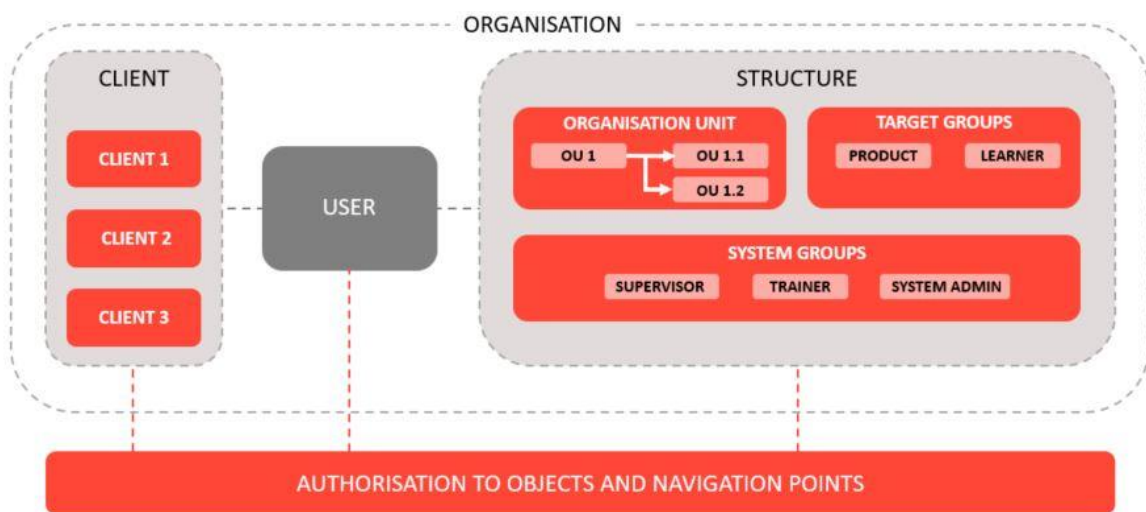 ORGANISATION
CLIENT
CLIENT 1
CLIENT 2
CLIENT 3
USER
STRUCTURE
ORGANISATION UNIT
OU 1
OU 1.1
OU 1.2
TARGET GROUPS
PRODUCT
LEARNER
SYSTEM GROUPS
SUPERVISOR
TRAINER
SYSTEM ADMIN
AUTHORISATION TO OBJECTS AND NAVIGATION POINTS